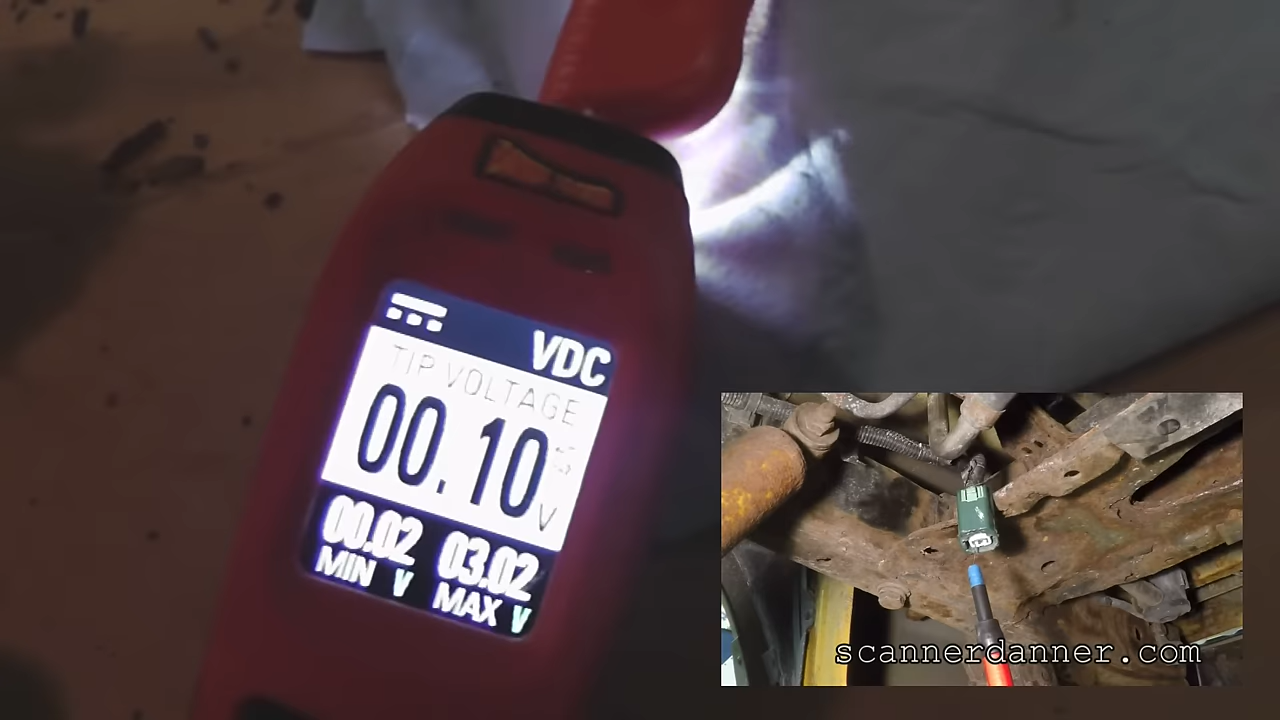 VDC
TIP VOLTAGE
00.10 V
00.02 03.02
MIN V MAX V
scannerdanner.com